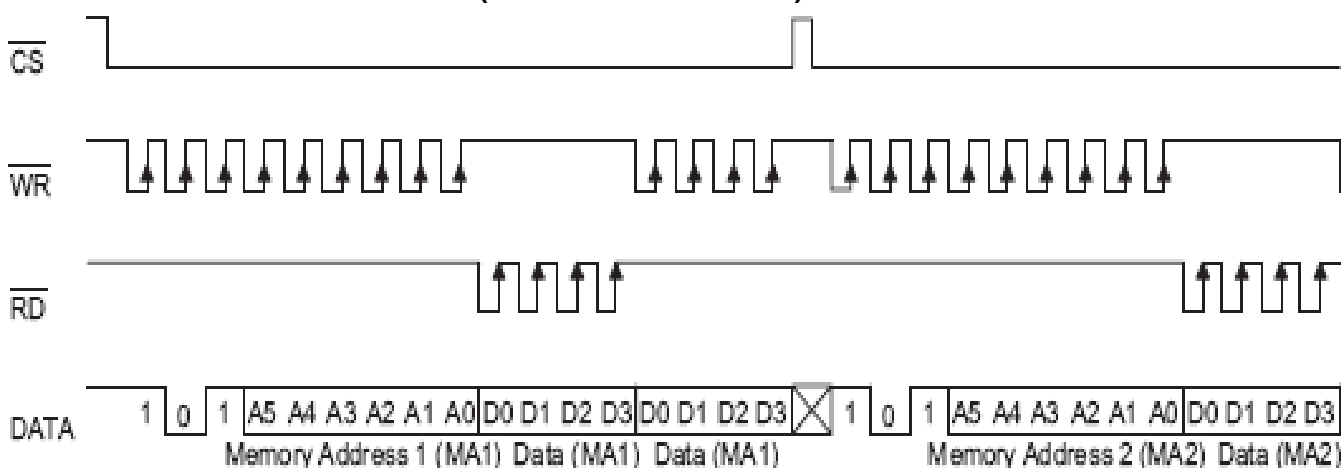 CS
WR
RD
DATA 1 0 1 A5 A4 A3 A2 A1 A0 D0 D1 D2 D3 D0 D1 D2 D3 1 0 1 A5 A4 A3 A2 A1 A0 D0 D1 D2 D3
Memory Address 1 (MA1) Data (MA1) Data (MA1) Memory Address 2 (MA2) Data (MA2)